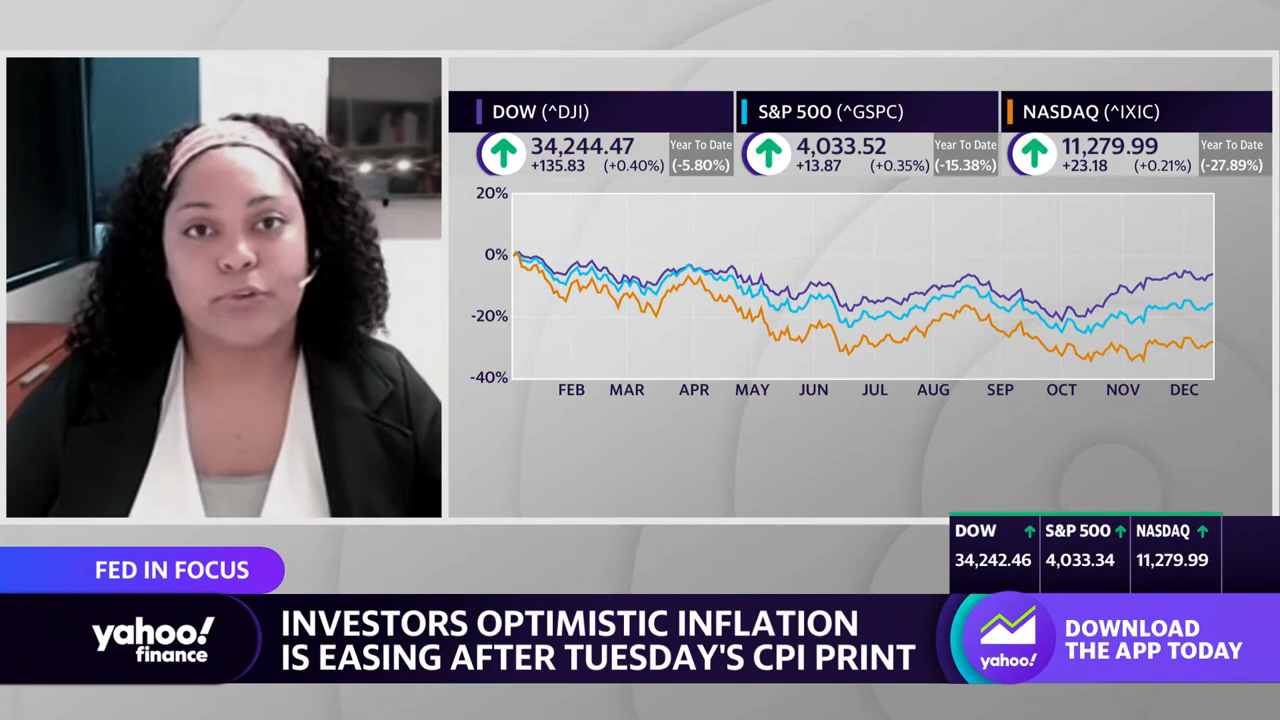 DOW (^DJI)
34,244.47
+135.83 (+0.40%)
Year To Date
(-5.80%)
S&P 500 (^GSPC)
4,033.52
+13.87 (+0.35%)
Year To Date
(-15.38%)
NASDAQ (^IXIC)
11,279.99
+23.18 (+0.21%)
Year To Date
(-27.89%)
20%
0%
-20%
-40%
FEB MAR APR MAY JUN JUL AUG SEP OCT NOV DEC
DOW S&P 500 NASDAQ
34,242.46 4,033.34 11,279.99
FED IN FOCUS
yahoo!
finance
INVESTORS OPTIMISTIC INFLATION
IS EASING AFTER TUESDAY'S CPI PRINT
yahoo!
DOWNLOAD
THE APP TODAY